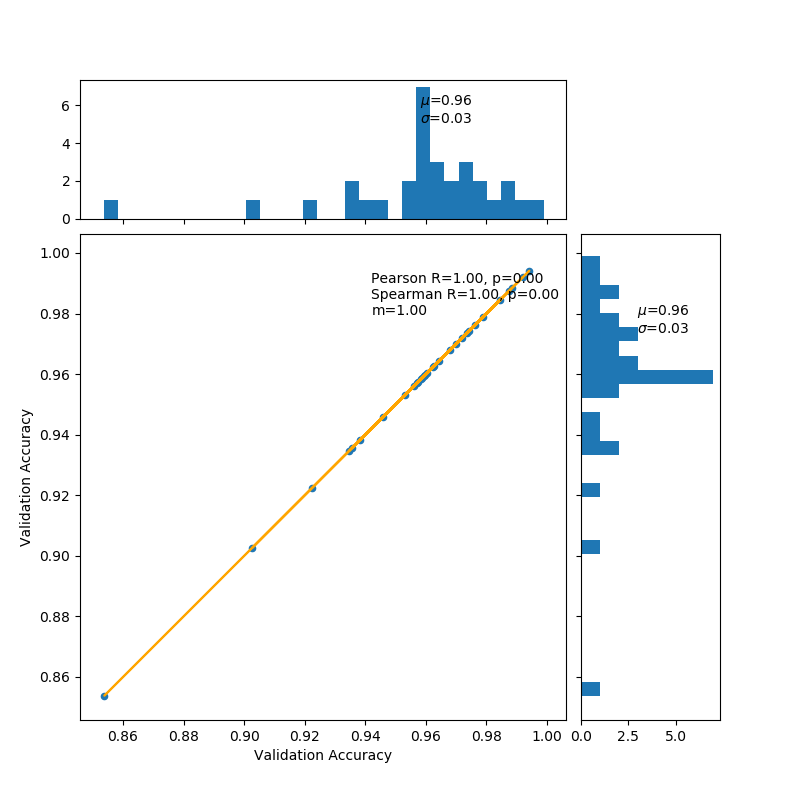 6
4
2
0
μ=0.96
σ=0.03
1.00
0.98
0.96
0.94
0.92
0.90
0.88
0.86
Validation Accuracy
Pearson R=1.00, p=0.00
Spearman R=1.00, p=0.00
m=1.00
μ=0.96
σ=0.03
0.86 0.88 0.90 0.92 0.94 0.96 0.98 1.00
Validation Accuracy
0.0 2.5 5.0